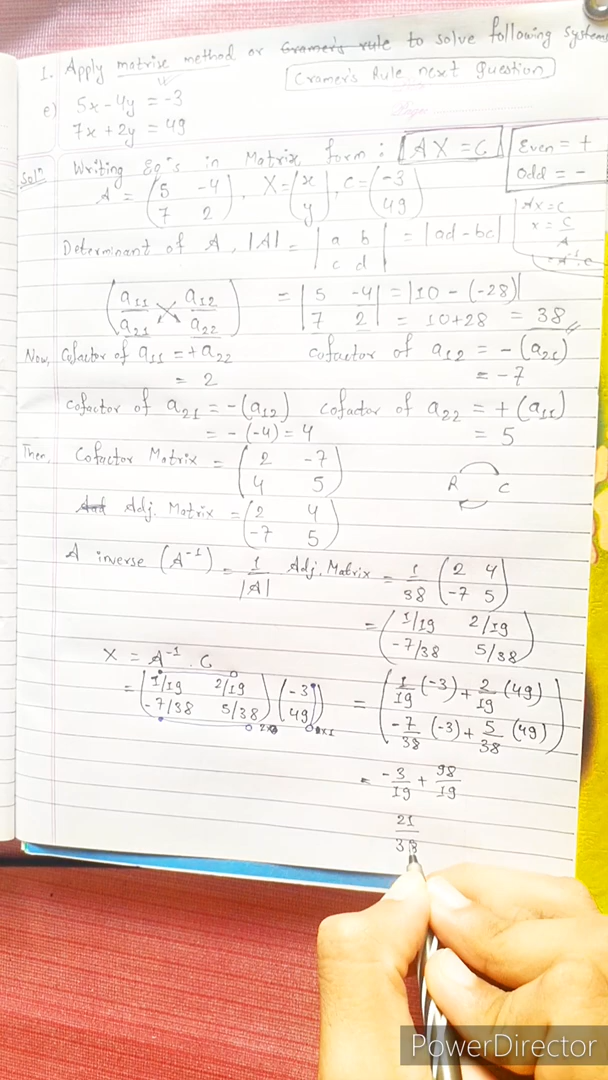 1. Apply matrix method or Cramer's rule to solve following systems
Cramer's Rule next Question
e) 5x - 4y = -3
7x + 2y = 49
Solⁿ Writing Eqⁿs in Matrix form: AX = C
Even = +
Odd = -
A = (5 -4), X = (x), C = (-3)
7 2 y 49
AX = C
x = C
A
= A⁻¹.C
Determinant of A, |A| = |a b| = |ad - bc|
c d
(a₁₁ a₁₂) = |5 -4| = |10 - (-28)|
a₂₁ a₂₂ 7 2 = 10 + 28 = 38
Now, Cofactor of a₁₁ = + a₂₂ cofactor of a₁₂ = -(a₂₁)
= 2 = -7
cofactor of a₂₁ = -(a₁₂) cofactor of a₂₂ = +(a₁₁)
= -(-4) = 4 = 5
Then, Cofactor Matrix = (2 -7)
4 5
R C
Adj. Matrix = (2 4)
-7 5
A inverse (A⁻¹) = 1/|A| Adj. Matrix = 1/38 (2 4)
-7 5
= (1/19 2/19)
-7/38 5/38
X = A⁻¹ . C
= (1/19 2/19) (-3) = (1/19 (-3) + 2/19 (49))
-7/38 5/38 49 -7/38 (-3) + 5/38 (49)
= -3/19 + 98/19
21
38
PowerDirector